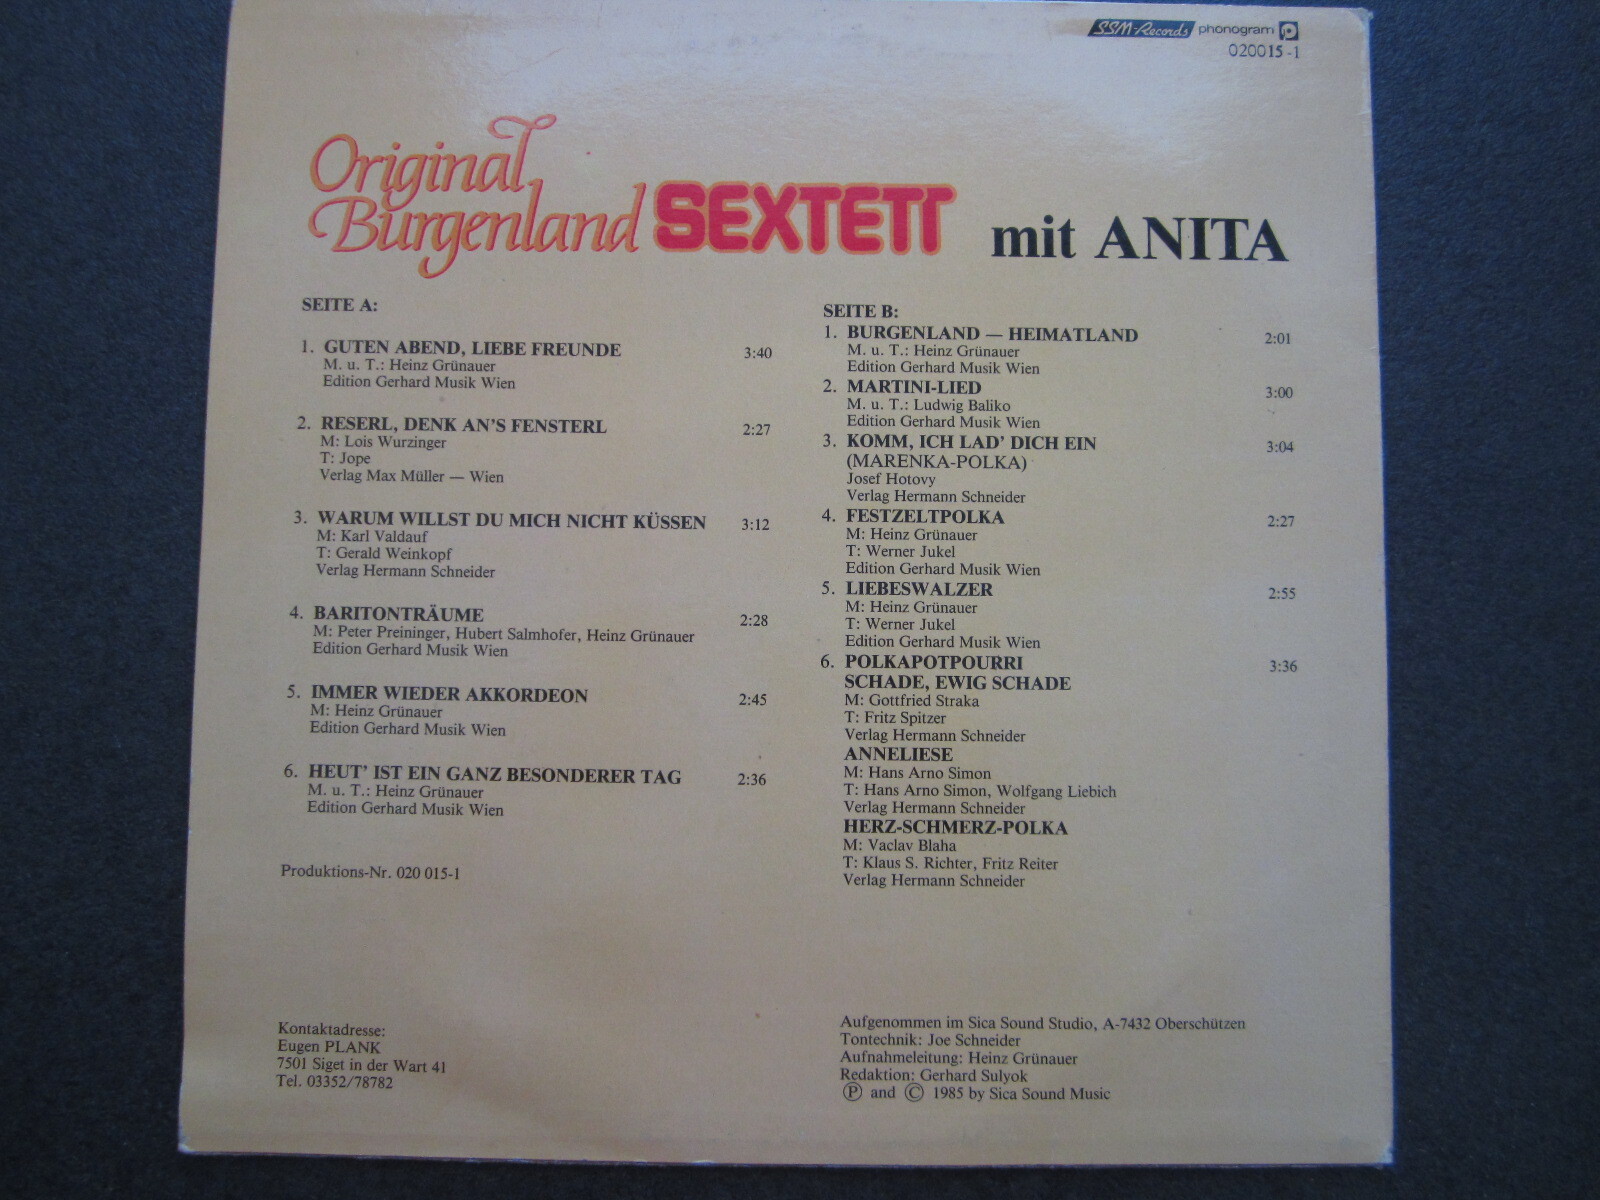 SSM-Records phonogram
020015-1
Original
Burgenland SEXTETT mit ANITA
SEITE A:
1. GUTEN ABEND, LIEBE FREUNDE 3:40
M. u. T.: Heinz Grünauer
Edition Gerhard Musik Wien
2. RESERL, DENK AN'S FENSTERL 2:27
M: Lois Wurzinger
T: Jope
Verlag Max Müller — Wien
3. WARUM WILLST DU MICH NICHT KÜSSEN 3:12
M: Karl Valdauf
T: Gerald Weinkopf
Verlag Hermann Schneider
4. BARITONTRÄUME 2:28
M: Peter Preininger, Hubert Salmhofer, Heinz Grünauer
Edition Gerhard Musik Wien
5. IMMER WIEDER AKKORDEON 2:45
M: Heinz Grünauer
Edition Gerhard Musik Wien
6. HEUT' IST EIN GANZ BESONDERER TAG 2:36
M. u. T.: Heinz Grünauer
Edition Gerhard Musik Wien
Produktions-Nr. 020 015-1
Kontaktadresse:
Eugen PLANK
7501 Siget in der Wart 41
Tel. 03352/78782
SEITE B:
1. BURGENLAND — HEIMATLAND 2:01
M. u. T.: Heinz Grünauer
Edition Gerhard Musik Wien
2. MARTINI-LIED 3:00
M. u. T.: Ludwig Baliko
Edition Gerhard Musik Wien
3. KOMM, ICH LAD' DICH EIN 3:04
(MARENKA-POLKA)
Josef Hotovy
Verlag Hermann Schneider
4. FESTZELTPOLKA 2:27
M: Heinz Grünauer
T: Werner Jukel
Edition Gerhard Musik Wien
5. LIEBESWALZER 2:55
M: Heinz Grünauer
T: Werner Jukel
Edition Gerhard Musik Wien
6. POLKAPOTPOURRI 3:36
SCHADE, EWIG SCHADE
M: Gottfried Straka
T: Fritz Spitzer
Verlag Hermann Schneider
ANNELIESE
M: Hans Arno Simon
T: Hans Arno Simon, Wolfgang Liebich
Verlag Hermann Schneider
HERZ-SCHMERZ-POLKA
M: Vaclav Blaha
T: Klaus S. Richter, Fritz Reiter
Verlag Hermann Schneider
Aufgenommen im Sica Sound Studio, A-7432 Oberschützen
Tontechnik: Joe Schneider
Aufnahmeleitung: Heinz Grünauer
Redaktion: Gerhard Sulyok
Ⓟ and Ⓒ 1985 by Sica Sound Music